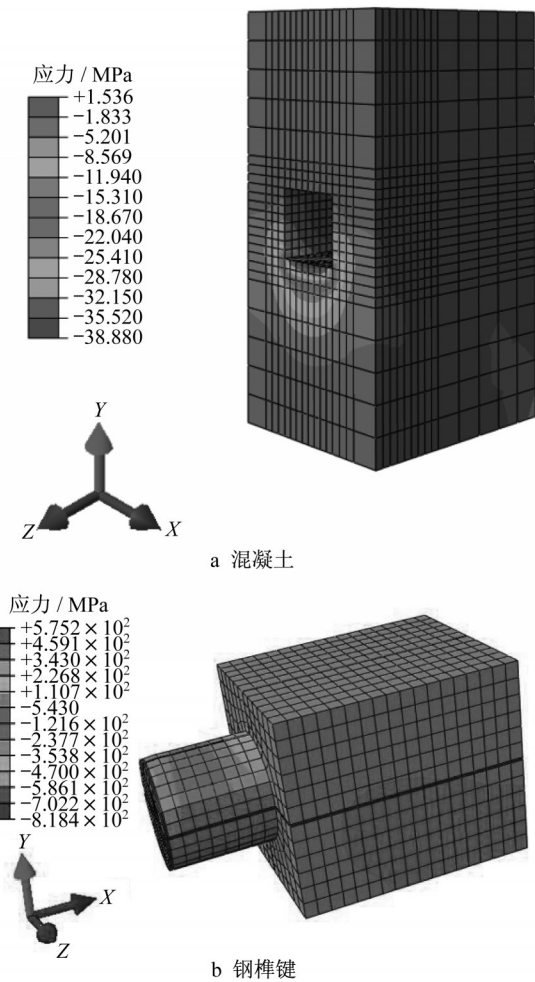 应力 / MPa
+1.536
−1.833
−5.201
−8.569
−11.940
−15.310
−18.670
−22.040
−25.410
−28.780
−32.150
−35.520
−38.880
Y
Z X
a 混凝土
应力 / MPa
+5.752 × 10²
+4.591 × 10²
+3.430 × 10²
+2.268 × 10²
+1.107 × 10²
−5.430
−1.216 × 10²
−2.377 × 10²
−3.538 × 10²
−4.700 × 10²
−5.861 × 10²
−7.022 × 10²
−8.184 × 10²
Y
X
Z
b 钢榫键